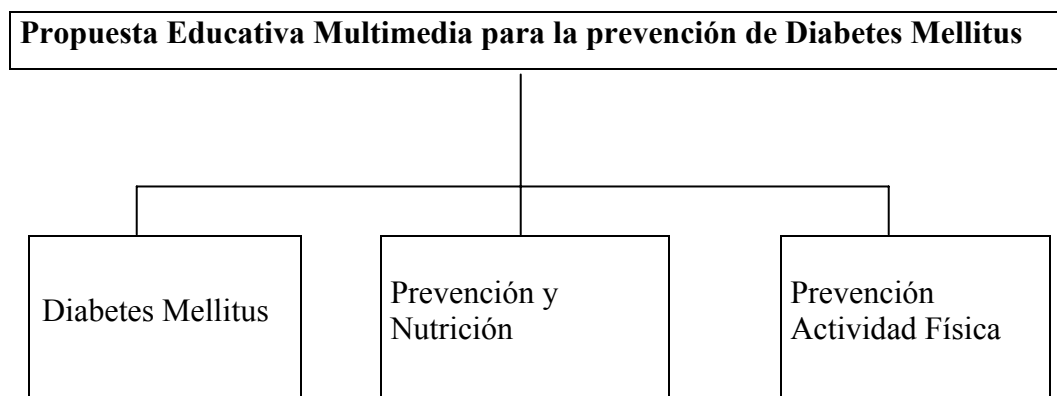 Propuesta Educativa Multimedia para la prevención de Diabetes Mellitus
Diabetes Mellitus
Prevención y
Nutrición
Prevención
Actividad Física